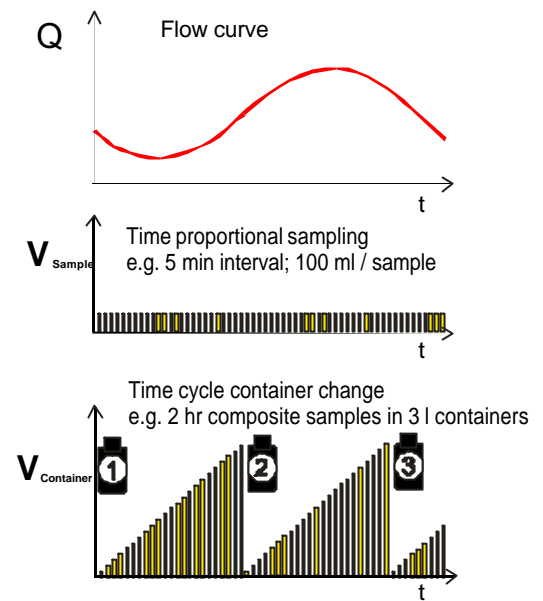 Q
Flow curve
t
V Sample
Time proportional sampling
e.g. 5 min interval; 100 ml / sample
t
Time cycle container change
e.g. 2 hr composite samples in 3 l containers
V Container
1 2 3
t